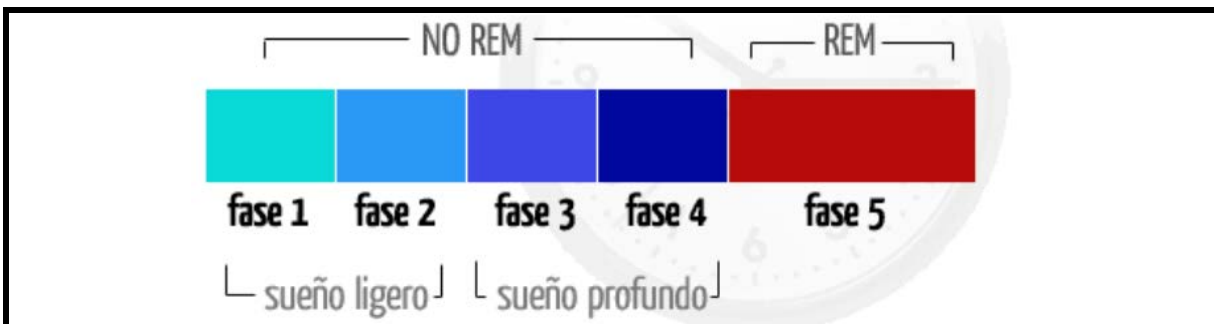 NO REM REM
fase 1 fase 2 fase 3 fase 4 fase 5
sueño ligero sueño profundo